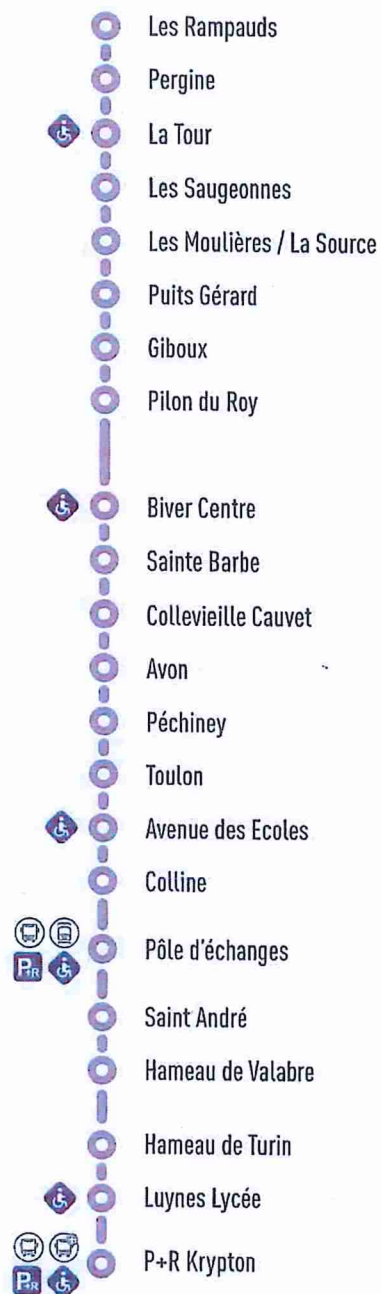 Les Rampauds
Pergine
La Tour
Les Saugeonnes
Les Moulières / La Source
Puits Gérard
Giboux
Pilon du Roy
Biver Centre
Sainte Barbe
Collevieille Cauvet
Avon
Péchiney
Toulon
Avenue des Ecoles
Colline
P+R Pôle d'échanges
Saint André
Hameau de Valabre
Hameau de Turin
Luynes Lycée
P+R P+R Krypton